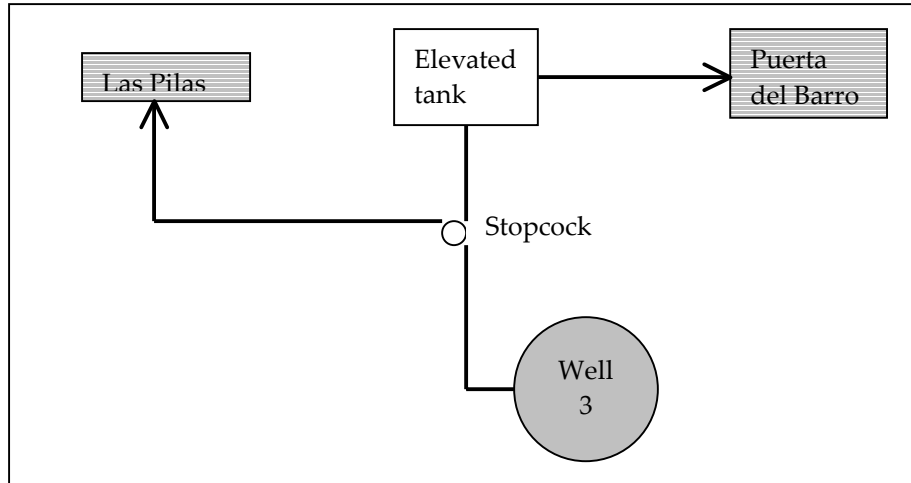 Las Pilas
Elevated
tank
Puerta
del Barro
Stopcock
Well
3